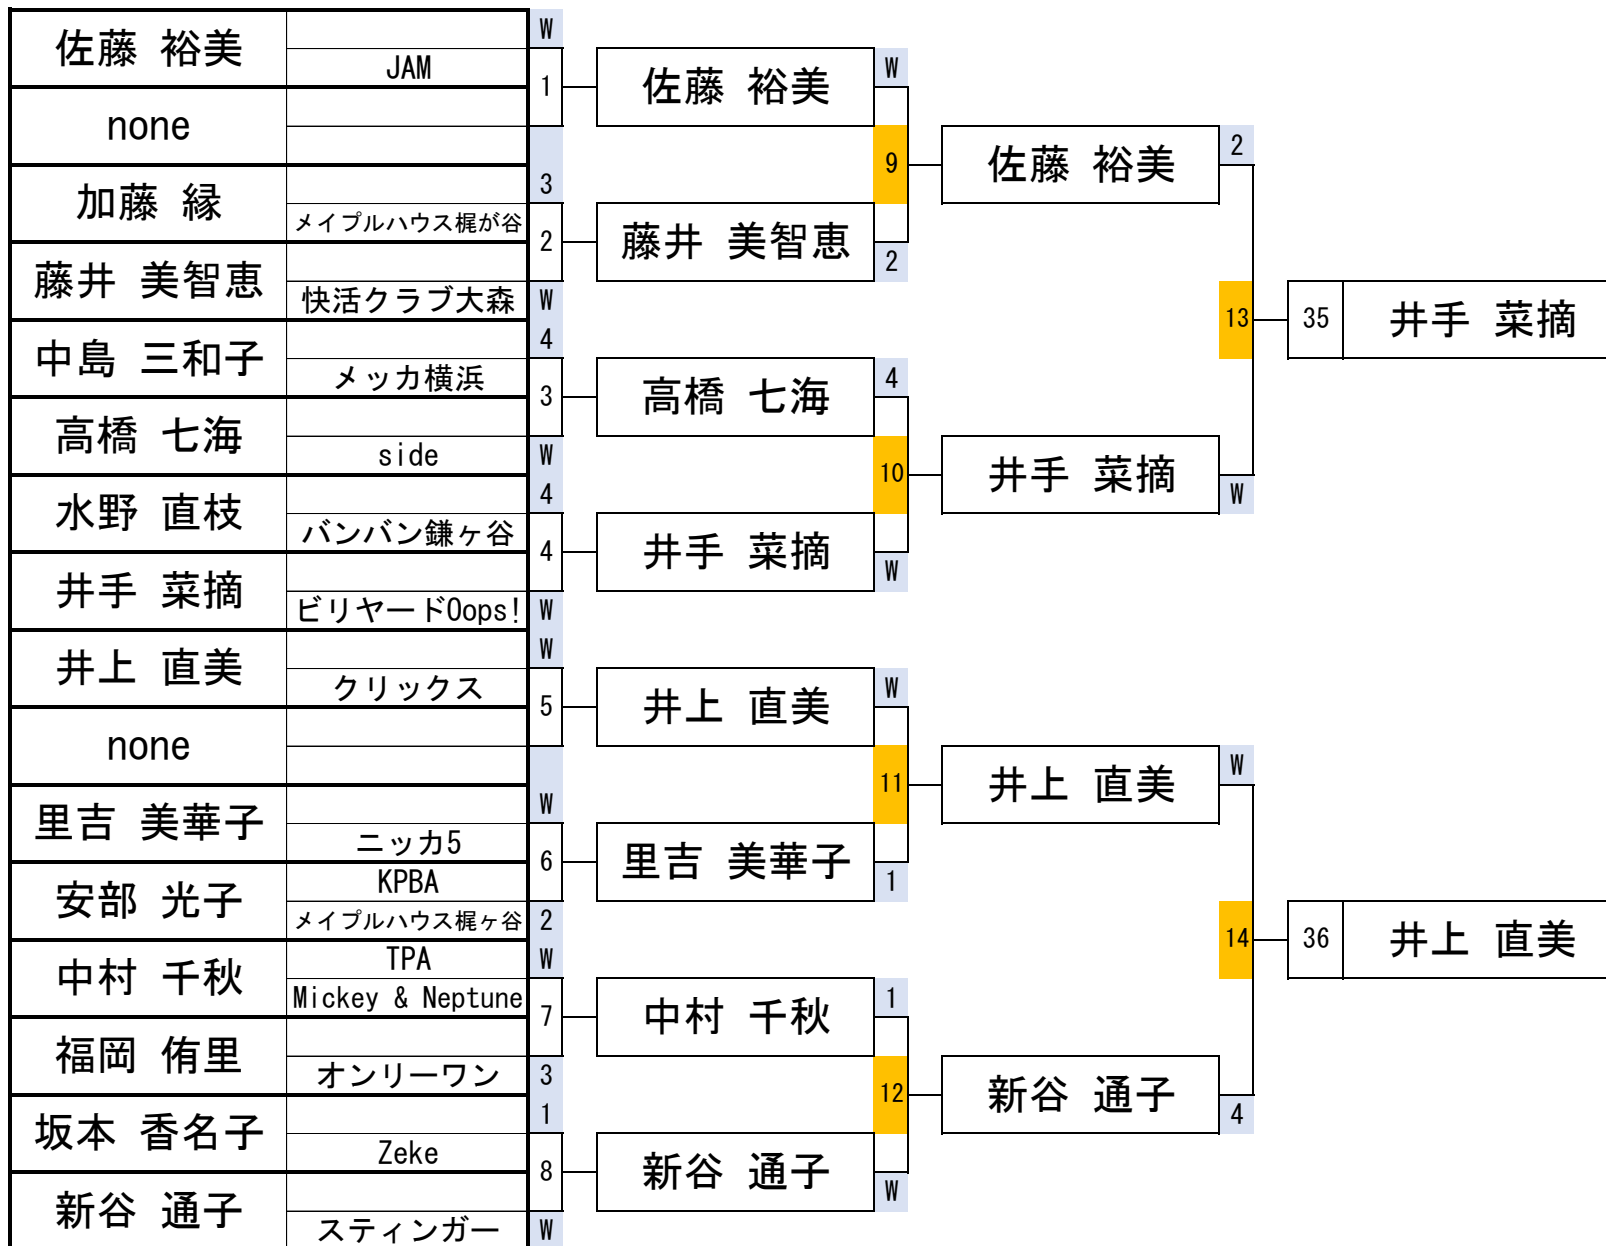 佐藤 裕美
JAM
W
1
none
加藤 縁
メイプルハウス梶が谷
3
2
藤井 美智恵
快活クラブ大森
W
中島 三和子
メッカ横浜
4
3
高橋 七海
side
W
水野 直枝
バンバン鎌ヶ谷
4
4
井手 菜摘
ビリヤードOops!
W
井上 直美
クリックス
W
5
none
里吉 美華子
ニッカ5
W
6
安部 光子
KPBA
メイプルハウス梶ヶ谷
2
中村 千秋
TPA
Mickey & Neptune
W
7
福岡 侑里
オンリーワン
3
坂本 香名子
Zeke
1
8
新谷 通子
スティンガー
W
佐藤 裕美
W
9
藤井 美智恵
2
高橋 七海
4
10
井手 菜摘
W
井上 直美
W
11
里吉 美華子
1
中村 千秋
1
12
新谷 通子
W
佐藤 裕美
2
13
井手 菜摘
W
井上 直美
W
14
新谷 通子
4
35
井手 菜摘
36
井上 直美